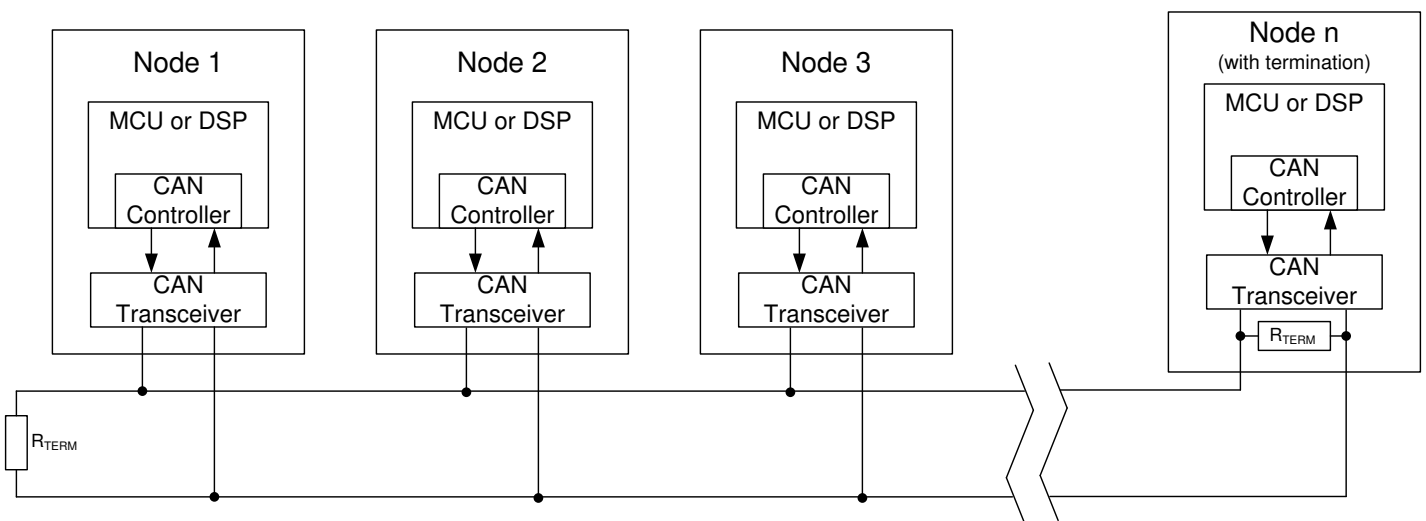 Node 1
MCU or DSP
CAN
Controller
CAN
Transceiver
Node 2
MCU or DSP
CAN
Controller
CAN
Transceiver
Node 3
MCU or DSP
CAN
Controller
CAN
Transceiver
Node n
(with termination)
MCU or DSP
CAN
Controller
CAN
Transceiver
RTERM
RTERM